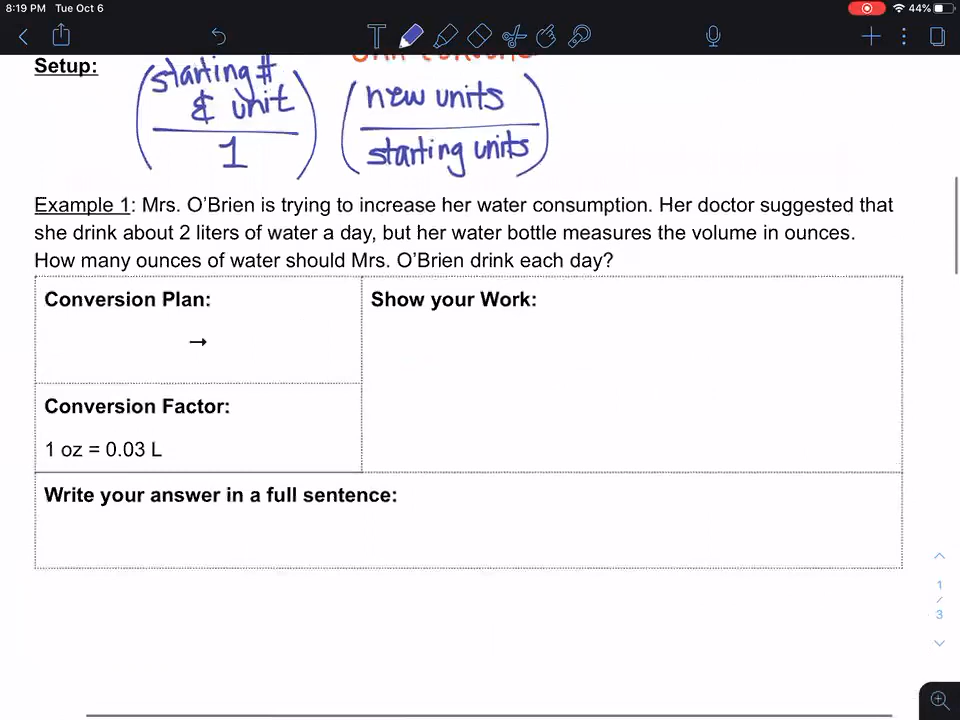 8:19 PM Tue Oct 6
44%
Setup:
starting #
& unit
1
new units
starting units
Example 1: Mrs. O'Brien is trying to increase her water consumption. Her doctor suggested that
she drink about 2 liters of water a day, but her water bottle measures the volume in ounces.
How many ounces of water should Mrs. O'Brien drink each day?
Conversion Plan:
→
Show your Work:
Conversion Factor:
1 oz = 0.03 L
Write your answer in a full sentence:
1
/
3